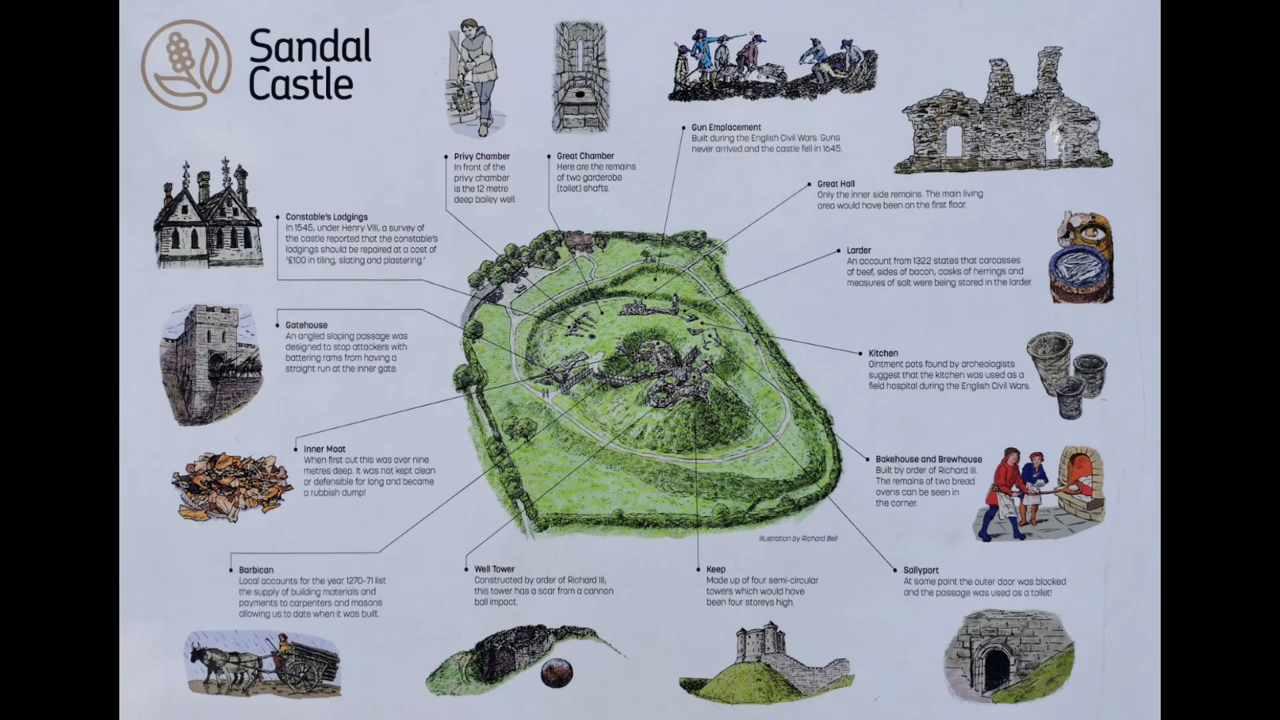 Sandal
Castle
Privy Chamber
In front of the
privy chamber
is the 12 metre
deep bailey well.
Great Chamber
Here are the remains
of two garderobe
(toilet) shafts.
Gun Emplacement
Built during the English Civil Wars. Guns
never arrived and the castle fell in 1645.
Great Hall
Only the inner side remains. The main living
area would have been on the first floor.
Constable's Lodgings
In 1545, under Henry VIII, a survey of
the castle reported that the constable's
lodgings should be repaired at a cost of
'£100 in tiling, slating and plastering.'
Larder
An account from 1322 states that carcasses
of beef, sides of bacon, casks of herrings and
measures of salt were being stored in the larder
Gatehouse
An angled sloping passage was
designed to stop attackers with
battering rams from having a
straight run at the inner gate.
Kitchen
Ointment pots found by archeologists
suggest that the kitchen was used as a
field hospital during the English Civil Wars.
Inner Moat
When first cut this was over nine
metres deep. It was not kept clean
or defensible for long and became
a rubbish dump!
Bakehouse and Brewhouse
Built by order of Richard III.
The remains of two bread
ovens can be seen in
the corner.
Illustration by Richard Bell
Barbican
Local accounts for the year 1270-71 list
the supply of building materials and
payments to carpenters and masons
allowing us to date when it was built.
Well Tower
Constructed by order of Richard III,
this tower has a scar from a cannon
ball impact.
Keep
Made up of four semi-circular
towers which would have
been four storeys high.
Sallyport
At some point the outer door was blocked
and the passage was used as a toilet!